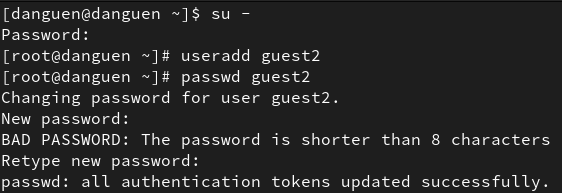 [danguen@danguen ~]$ su -
Password:
[root@danguen ~]# useradd guest2
[root@danguen ~]# passwd guest2
Changing password for user guest2.
New password:
BAD PASSWORD: The password is shorter than 8 characters
Retype new password:
passwd: all authentication tokens updated successfully.